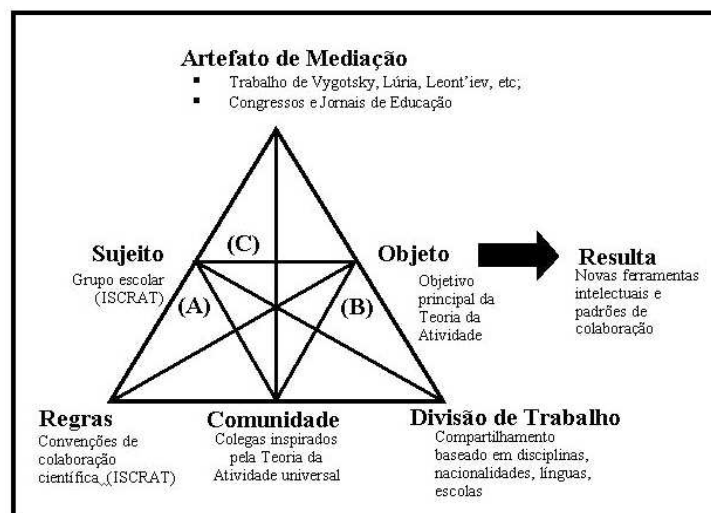 Artefato de Mediação
▪ Trabalho de Vygotsky, Lúria, Leont'iev, etc;
▪ Congressos e Jornais de Educação
Sujeito
Grupo escolar
(ISCRAT)
(C)
(A)
(B)
Objeto
Objetivo
principal da
Teoria da
Atividade
Resulta
Novas ferramentas
intelectuais e
padrões de
colaboração
Regras
Convenções de
colaboração
científica, (ISCRAT)
Comunidade
Colegas inspirados
pela Teoria da
Atividade universal
Divisão de Trabalho
Compartilhamento
baseado em disciplinas,
nacionalidades, línguas,
escolas